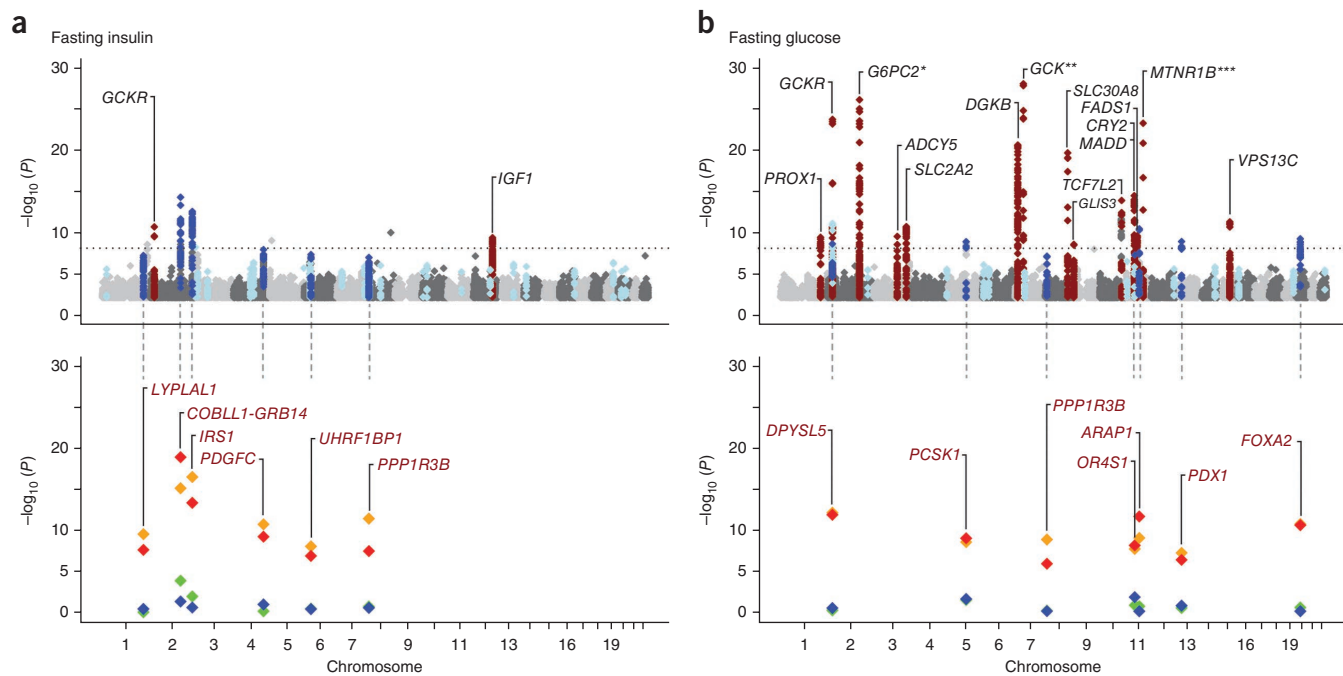 a
Fasting insulin
30
20
10
5
0
–log10 (P)
GCKR
IGF1
30
20
10
5
0
–log10 (P)
LYPLAL1
COBLL1-GRB14
IRS1
PDGFC
UHRF1BP1
PPP1R3B
1 2 3 4 5 6 7 9 11 13 15 19
Chromosome
b
Fasting glucose
30
20
10
5
0
–log10 (P)
GCKR
G6PC2*
GCK**
MTNR1B***
DGKB
SLC30A8
FADS1
CRY2
MADD
ADCY5
SLC2A2
PROX1
TCF7L2
GLIS3
VPS13C
30
20
10
5
0
–log10 (P)
DPYSL5
PCSK1
PPP1R3B
ARAP1
OR4S1
PDX1
FOXA2
1 2 3 4 5 6 7 9 11 13 15 19
Chromosome